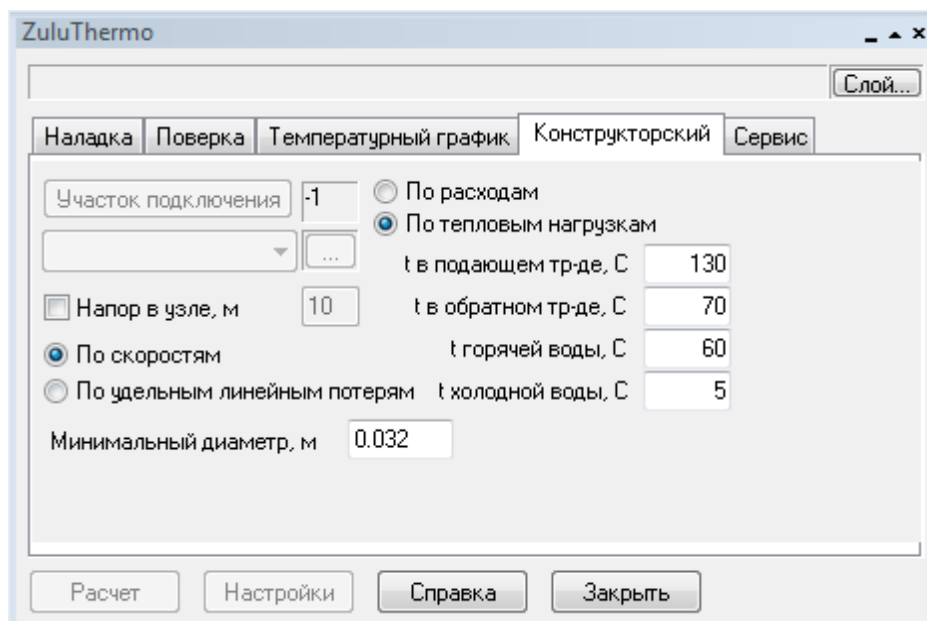 ZuluThermo
Слой...
Наладка Поверка Температурный график Конструкторский Сервис
Участок подключения -1 По расходам
По тепловым нагрузкам
...
t в подающем тр-де, С 130
Напор в узле, м 10 t в обратном тр-де, С 70
По скоростям t горячей воды, С 60
По удельным линейным потерям t холодной воды, С 5
Минимальный диаметр, м 0.032
Расчет Настройки Справка Закрыть